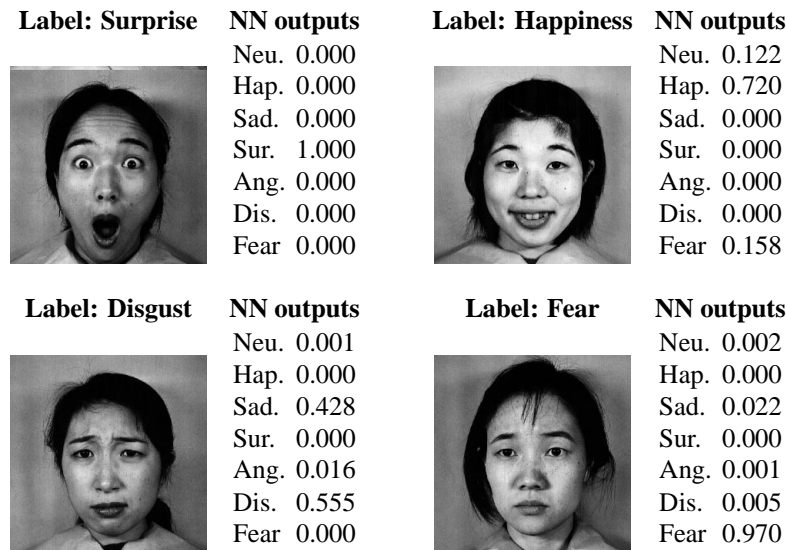 Label: Surprise
NN outputs
Neu. 0.000
Hap. 0.000
Sad. 0.000
Sur. 1.000
Ang. 0.000
Dis. 0.000
Fear 0.000
Label: Happiness
NN outputs
Neu. 0.122
Hap. 0.720
Sad. 0.000
Sur. 0.000
Ang. 0.000
Dis. 0.000
Fear 0.158
Label: Disgust
NN outputs
Neu. 0.001
Hap. 0.000
Sad. 0.428
Sur. 0.000
Ang. 0.016
Dis. 0.555
Fear 0.000
Label: Fear
NN outputs
Neu. 0.002
Hap. 0.000
Sad. 0.022
Sur. 0.000
Ang. 0.001
Dis. 0.005
Fear 0.970